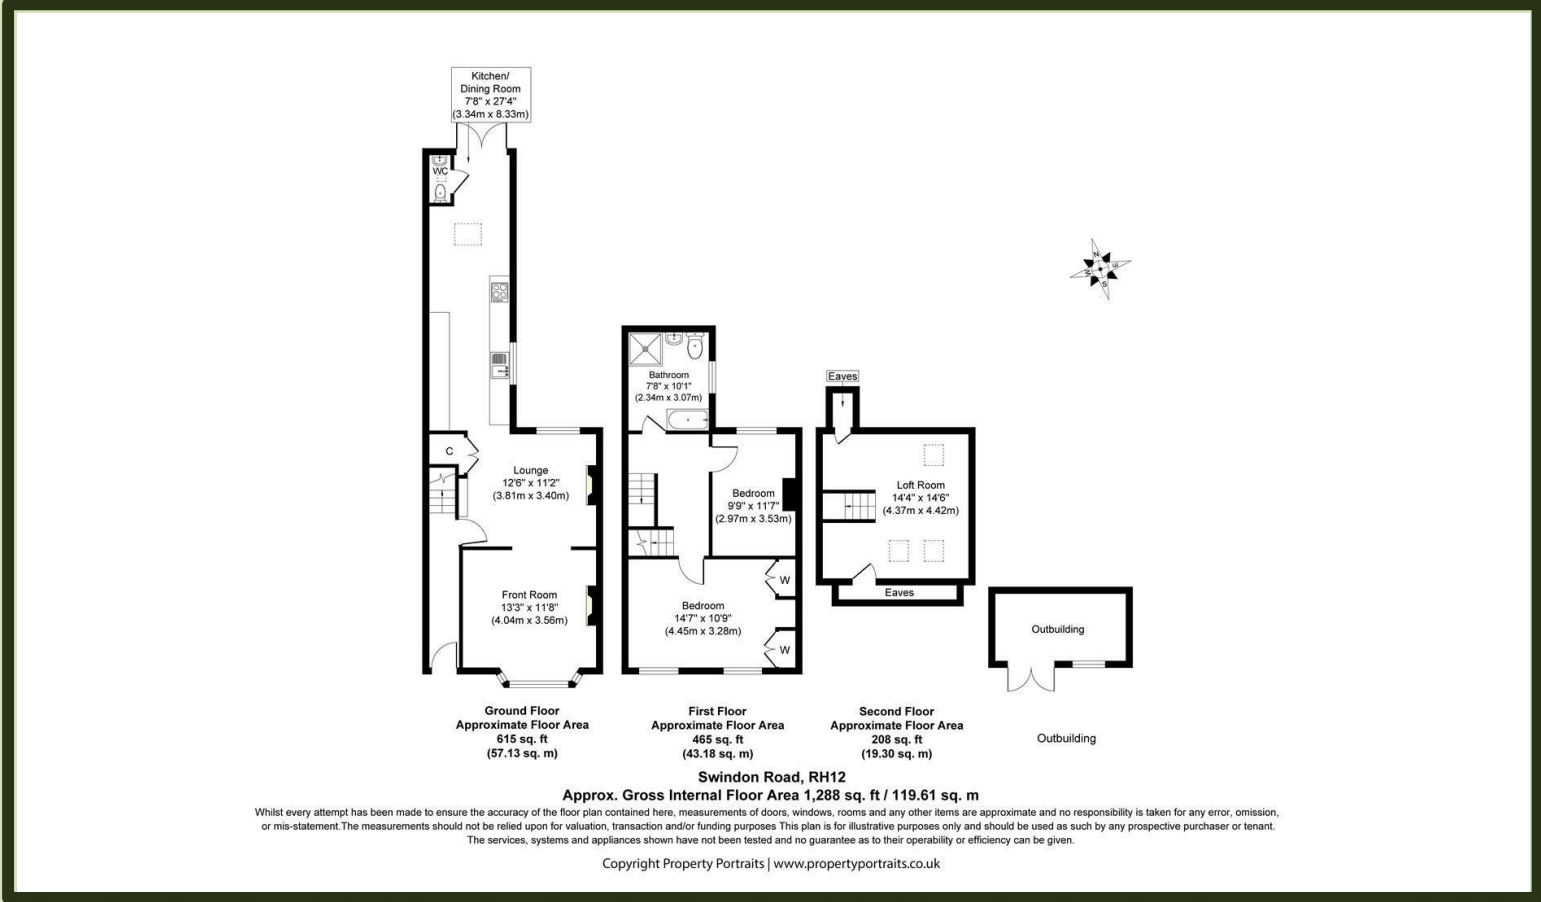 Kitchen/
Dining Room
7'8" x 27'4"
(3.34m x 8.33m)
WC
C
Lounge
12'6" x 11'2"
(3.81m x 3.40m)
Front Room
13'3" x 11'8"
(4.04m x 3.56m)
Ground Floor
Approximate Floor Area
615 sq. ft
(57.13 sq. m)
Bathroom
7'8" x 10'1"
(2.34m x 3.07m)
Bedroom
9'9" x 11'7"
(2.97m x 3.53m)
Bedroom
14'7" x 10'9"
(4.45m x 3.28m)
W
W
First Floor
Approximate Floor Area
465 sq. ft
(43.18 sq. m)
Eaves
Loft Room
14'4" x 14'6"
(4.37m x 4.42m)
Eaves
Second Floor
Approximate Floor Area
208 sq. ft
(19.30 sq. m)
N
E
S
W
Outbuilding
Outbuilding
Swindon Road, RH12
Approx. Gross Internal Floor Area 1,288 sq. ft / 119.61 sq. m
Whilst every attempt has been made to ensure the accuracy of the floor plan contained here, measurements of doors, windows, rooms and any other items are approximate and no responsibility is taken for any error, omission,
or mis-statement.The measurements should not be relied upon for valuation, transaction and/or funding purposes This plan is for illustrative purposes only and should be used as such by any prospective purchaser or tenant.
The services, systems and appliances shown have not been tested and no guarantee as to their operability or efficiency can be given.
Copyright Property Portraits | www.propertyportraits.co.uk